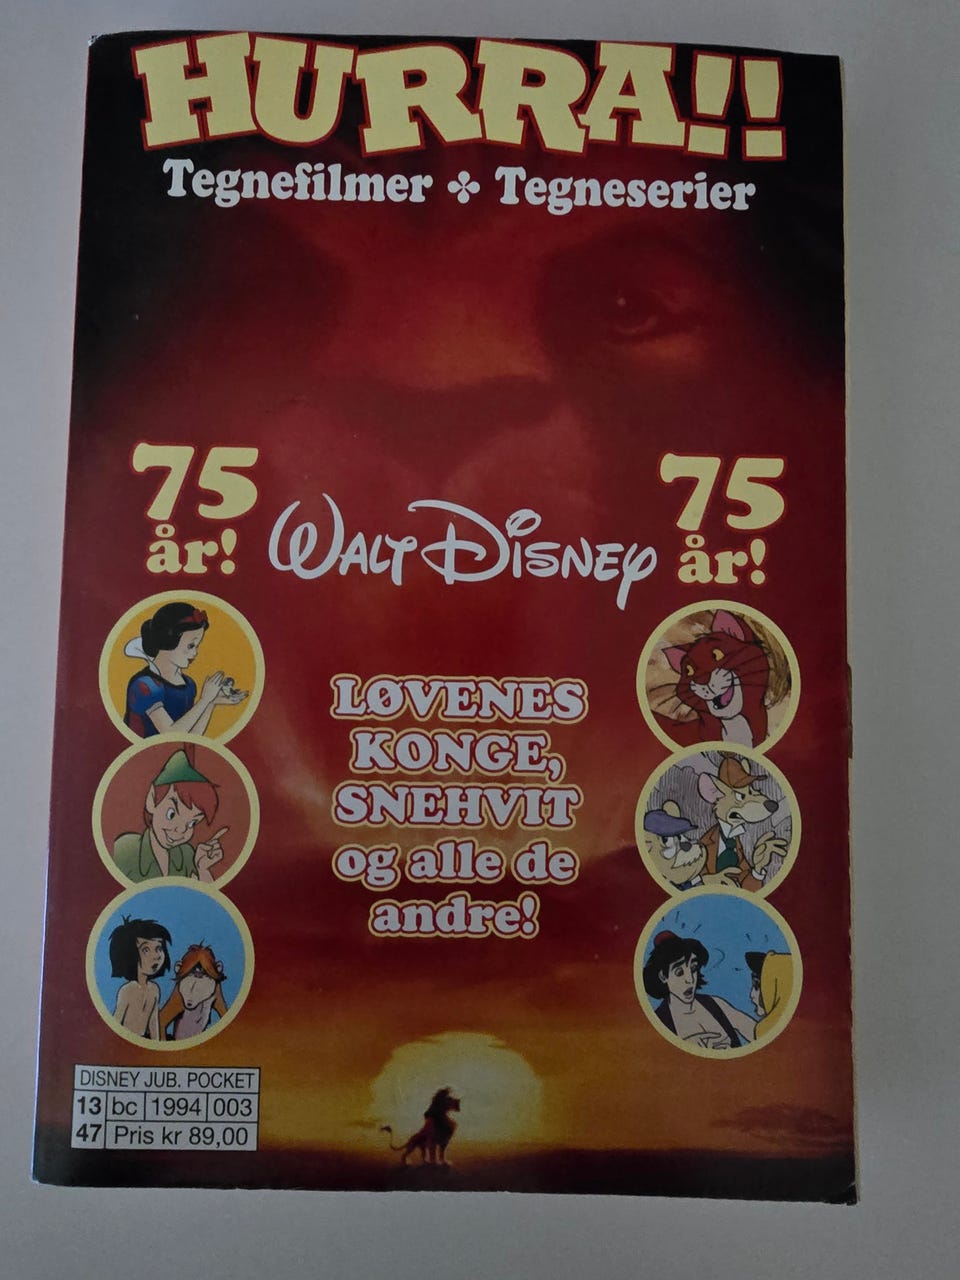 HURRA!!
Tegnefilmer ✤ Tegneserier
75
år!
WALT DISNEY
75
år!
LØVENES
KONGE,
SNEHVIT
og alle de
andre!
DISNEY JUB. POCKET
13 bc 1994 003
47 Pris kr 89,00